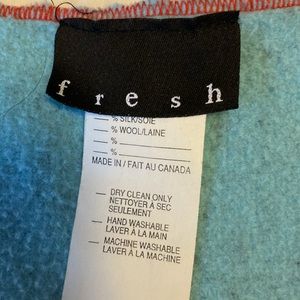 fresh
% SILK/SOIE
% WOOL/LAINE
%
%
MADE IN / FAIT AU CANADA
DRY CLEAN ONLY
NETTOYER A SEC
SEULEMENT
HAND WASHABLE
LAVER À LA MAIN
MACHINE WASHABLE
LAVER À LA MACHINE